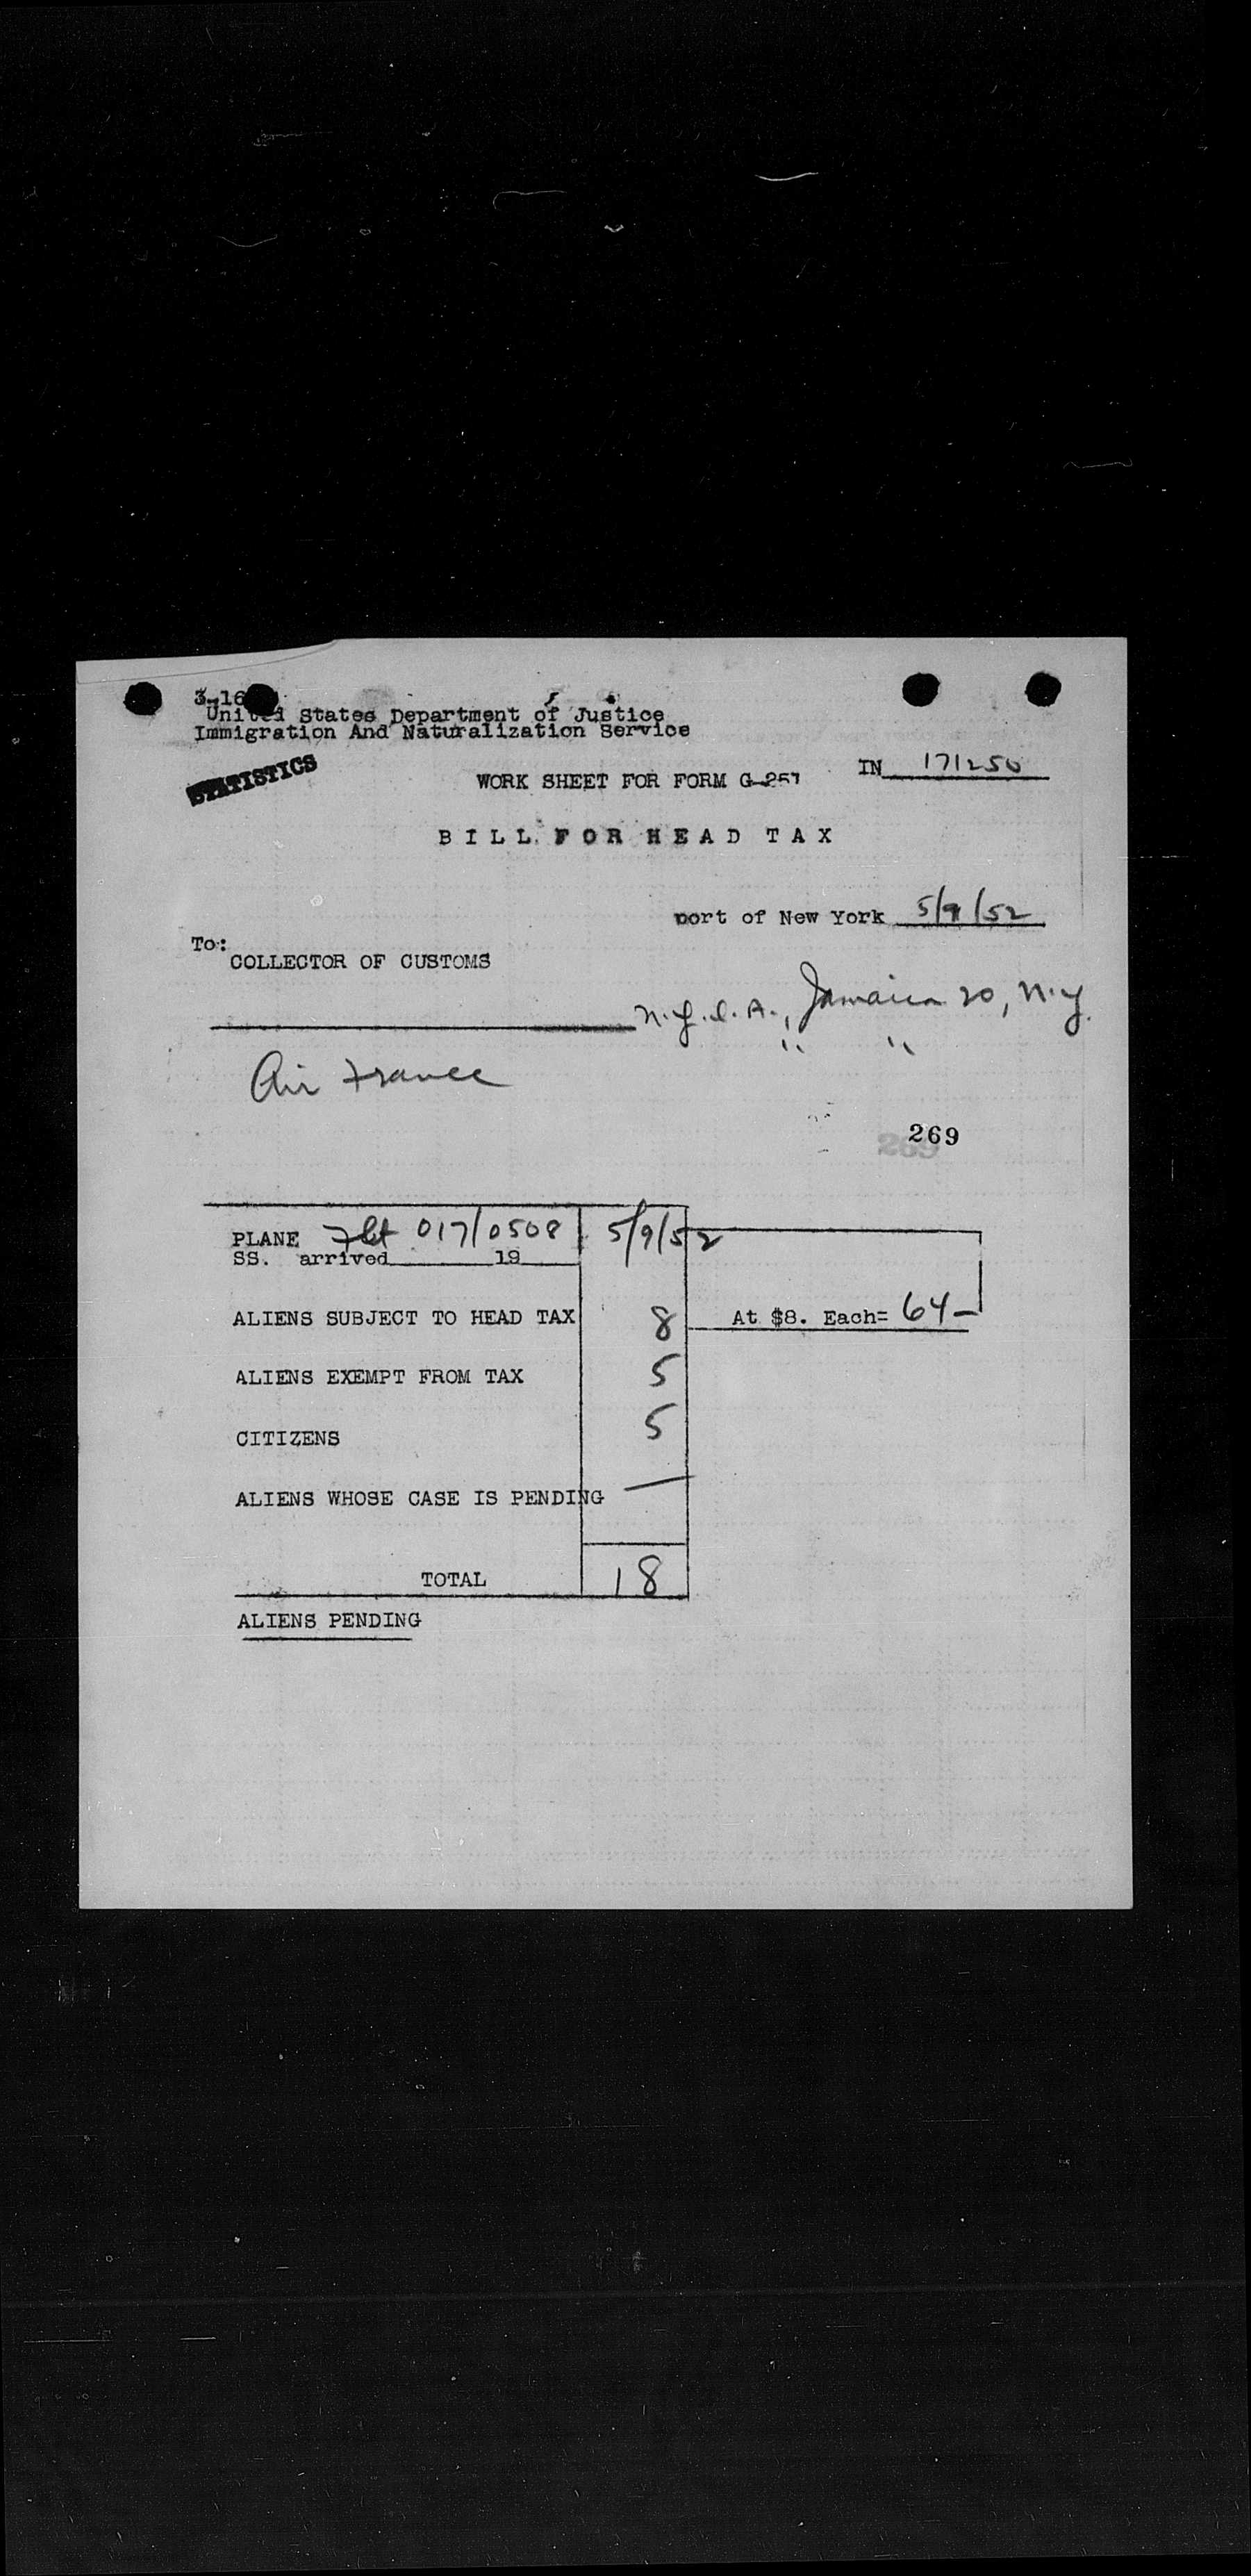 3-16
United States Department of Justice
Immigration And Naturalization Service
STATISTICS
WORK SHEET FOR FORM G-257
IN 171250
BILL FOR HEAD TAX
port of New York 5/9/52
To:
COLLECTOR OF CUSTOMS
N.Y.I.A., Jamaica 20, N.Y.
" "
Air France
269
PLANE Flt 017/0508 5/9/52
SS. arrived 19
ALIENS SUBJECT TO HEAD TAX 8 At $8. Each= 64-
ALIENS EXEMPT FROM TAX 5
CITIZENS 5
ALIENS WHOSE CASE IS PENDING —
TOTAL 18
ALIENS PENDING